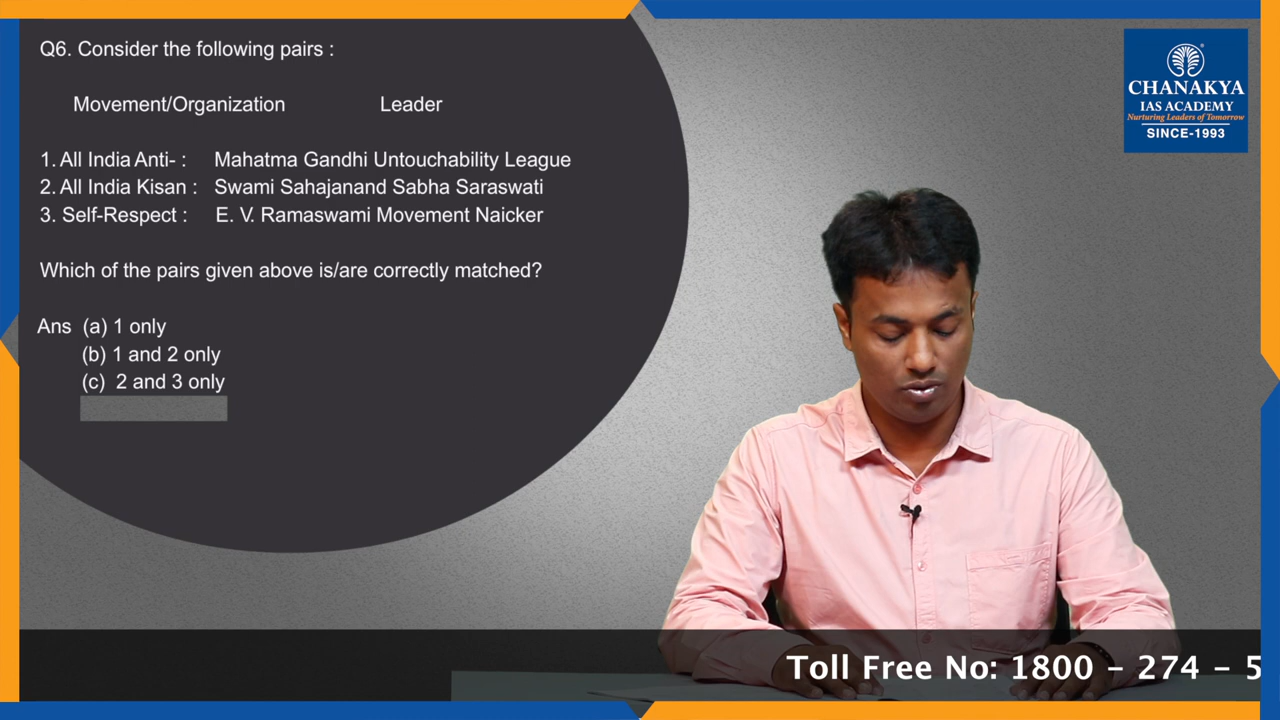 Q6. Consider the following pairs :
Movement/Organization Leader
1. All India Anti- : Mahatma Gandhi Untouchability League
2. All India Kisan : Swami Sahajanand Sabha Saraswati
3. Self-Respect : E. V. Ramaswami Movement Naicker
Which of the pairs given above is/are correctly matched?
Ans (a) 1 only
(b) 1 and 2 only
(c) 2 and 3 only
CHANAKYA
IAS ACADEMY
Nurturing Leaders of Tomorrow
SINCE-1993
Toll Free No: 1800 – 274 – 5